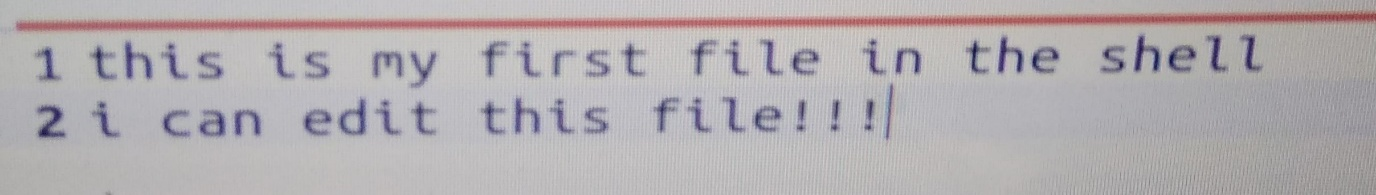 1 this is my first file in the shell
2 i can edit this file!!!